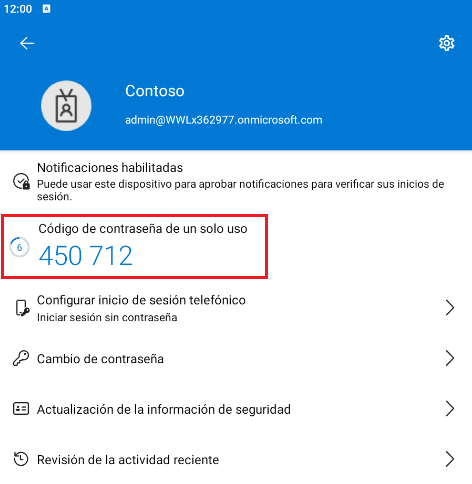 12:00 A
Contoso
admin@WWLx362977.onmicrosoft.com
Notificaciones habilitadas
Puede usar este dispositivo para aprobar notificaciones para verificar sus inicios de
sesión.
Código de contraseña de un solo uso
6
450 712
Configurar inicio de sesión telefónico
Iniciar sesión sin contraseña
Cambio de contraseña
Actualización de la información de seguridad
Revisión de la actividad reciente